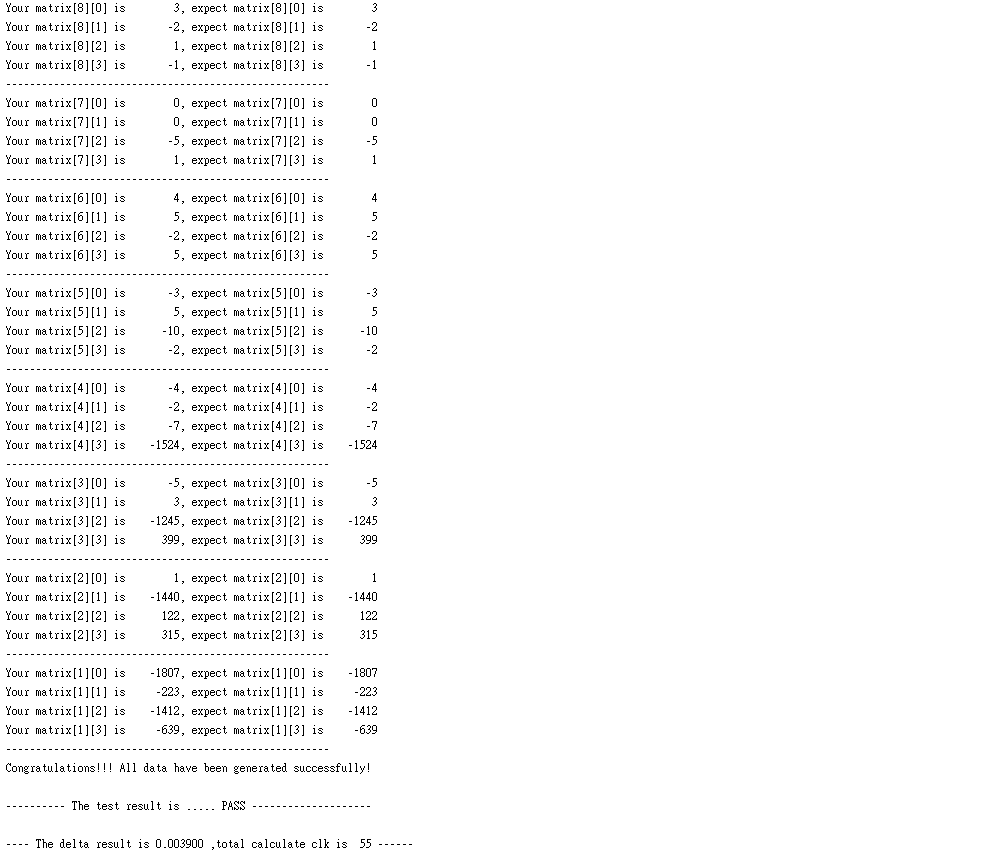 Your matrix[8][0] is        3, expect matrix[8][0] is        3
Your matrix[8][1] is       -2, expect matrix[8][1] is       -2
Your matrix[8][2] is        1, expect matrix[8][2] is        1
Your matrix[8][3] is       -1, expect matrix[8][3] is       -1
------------------------------------------------------
Your matrix[7][0] is        0, expect matrix[7][0] is        0
Your matrix[7][1] is        0, expect matrix[7][1] is        0
Your matrix[7][2] is       -5, expect matrix[7][2] is       -5
Your matrix[7][3] is        1, expect matrix[7][3] is        1
------------------------------------------------------
Your matrix[6][0] is        4, expect matrix[6][0] is        4
Your matrix[6][1] is        5, expect matrix[6][1] is        5
Your matrix[6][2] is       -2, expect matrix[6][2] is       -2
Your matrix[6][3] is        5, expect matrix[6][3] is        5
------------------------------------------------------
Your matrix[5][0] is       -3, expect matrix[5][0] is       -3
Your matrix[5][1] is        5, expect matrix[5][1] is        5
Your matrix[5][2] is      -10, expect matrix[5][2] is      -10
Your matrix[5][3] is       -2, expect matrix[5][3] is       -2
------------------------------------------------------
Your matrix[4][0] is       -4, expect matrix[4][0] is       -4
Your matrix[4][1] is       -2, expect matrix[4][1] is       -2
Your matrix[4][2] is       -7, expect matrix[4][2] is       -7
Your matrix[4][3] is    -1524, expect matrix[4][3] is    -1524
------------------------------------------------------
Your matrix[3][0] is       -5, expect matrix[3][0] is       -5
Your matrix[3][1] is        3, expect matrix[3][1] is        3
Your matrix[3][2] is    -1245, expect matrix[3][2] is    -1245
Your matrix[3][3] is      399, expect matrix[3][3] is      399
------------------------------------------------------
Your matrix[2][0] is        1, expect matrix[2][0] is        1
Your matrix[2][1] is    -1440, expect matrix[2][1] is    -1440
Your matrix[2][2] is      122, expect matrix[2][2] is      122
Your matrix[2][3] is      315, expect matrix[2][3] is      315
------------------------------------------------------
Your matrix[1][0] is    -1807, expect matrix[1][0] is    -1807
Your matrix[1][1] is     -223, expect matrix[1][1] is     -223
Your matrix[1][2] is    -1412, expect matrix[1][2] is    -1412
Your matrix[1][3] is     -639, expect matrix[1][3] is     -639
------------------------------------------------------
Congratulations!!! All data have been generated successfully!
---------- The test result is ..... PASS --------------------
---- The delta result is 0.003900 ,total calculate clk is  55 ------